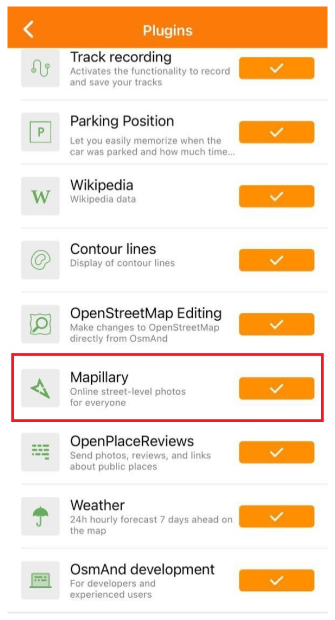 Plugins
Track recording
Activates the functionality to record
and save your tracks
P
Parking Position
Let you easily memorize when the
car was parked and how much time...
W
Wikipedia
Wikipedia data
Contour lines
Display of contour lines
OpenStreetMap Editing
Make changes to OpenStreetMap
directly from OsmAnd
Mapillary
Online street-level photos
for everyone
OpenPlaceReviews
Send photos, reviews, and links
about public places
Weather
24h hourly forecast 7 days ahead on
the map
OsmAnd development
For developers and
experienced users